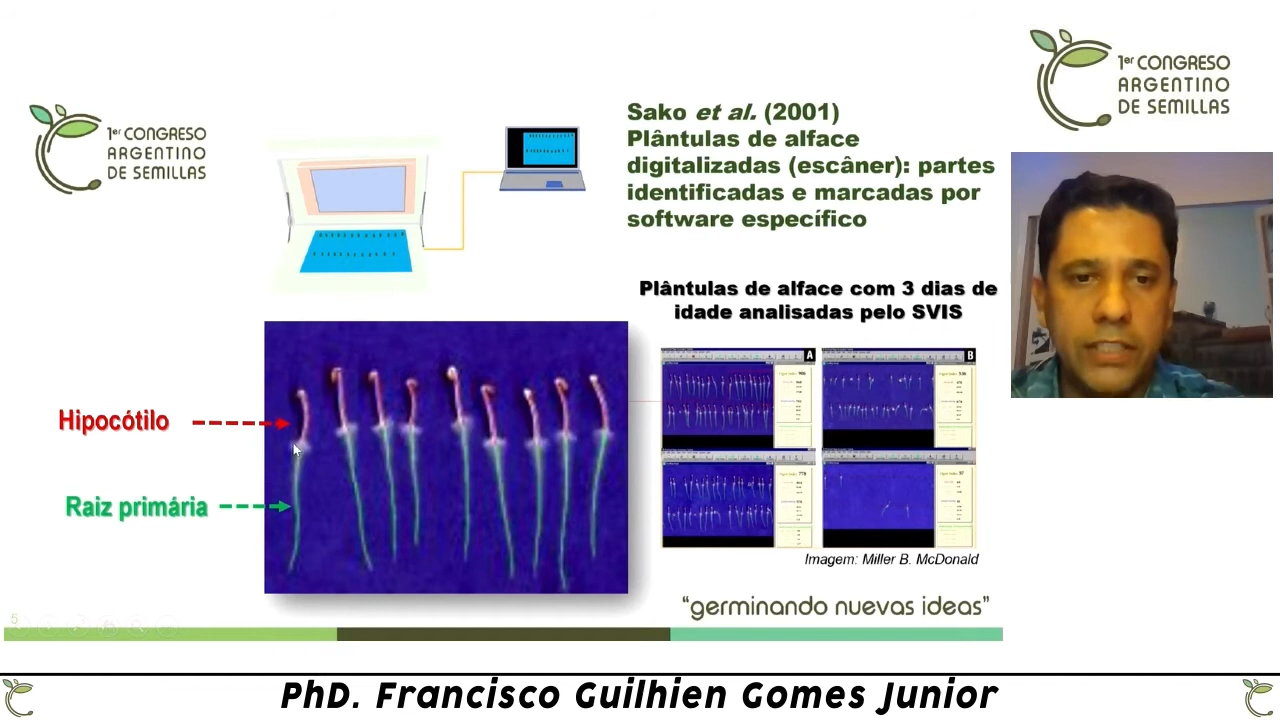 1er CONGRESO
ARGENTINO
DE SEMILLAS
Sako et al. (2001)
Plântulas de alface
digitalizadas (escâner): partes
identificadas e marcadas por
software específico
1er CONGRESO
ARGENTINO
DE SEMILLAS
Plântulas de alface com 3 dias de
idade analisadas pelo SVIS
A
B
Hipocótilo
Raiz primária
Imagem: Miller B. McDonald
"germinando nuevas ideas"
5
PhD. Francisco Guilhien Gomes Junior